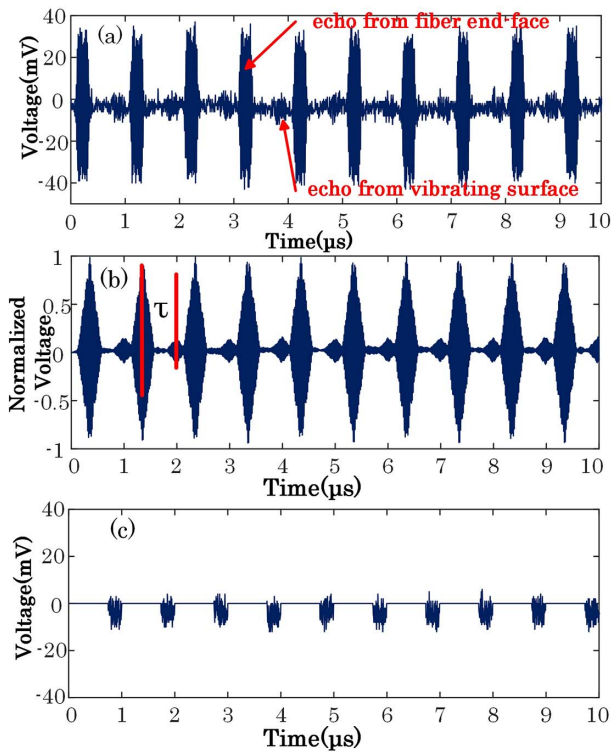 40
(a)
echo from fiber end face
20
0
-20
-40
echo from vibrating surface
Voltage(mV)
0 1 2 3 4 5 6 7 8 9 10
Time(μs)
1
(b)
0.5
τ
0
-0.5
-1
Normalized
Voltage
0 1 2 3 4 5 6 7 8 9 10
Time(μs)
40
(c)
20
0
-20
-40
Voltage(mV)
0 1 2 3 4 5 6 7 8 9 10
Time(μs)